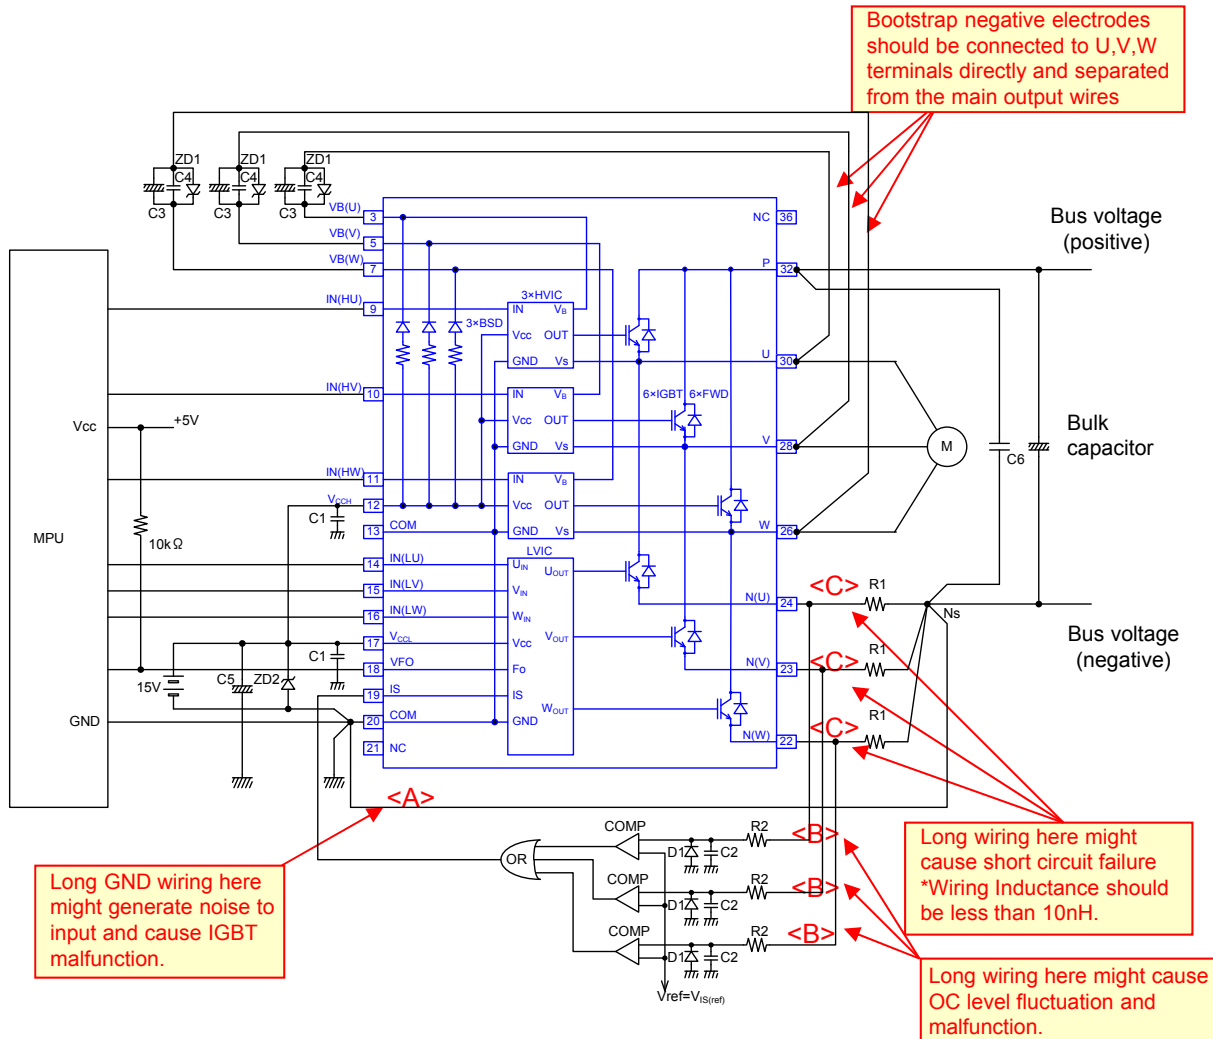 Bootstrap negative electrodes
should be connected to U,V,W
terminals directly and separated
from the main output wires
ZD1
ZD1
ZD1
C4
C4
C4
C3
C3
C3
VB(U)
3
VB(V)
5
VB(W)
7
NC
36
P
32
Bus voltage
(positive)
IN(HU)
9
3×HVIC
3×BSD
IN
VB
Vcc
OUT
GND
Vs
U
30
IN(HV)
10
IN
VB
Vcc
OUT
GND
Vs
6×IGBT
6×FWD
V
28
M
C6
Bulk
capacitor
Vcc
+5V
IN(HW)
11
VCCH
12
C1
COM
13
IN
VB
Vcc
OUT
GND
Vs
W
26
MPU
10kΩ
LVIC
IN(LU)
14
UIN
UOUT
IN(LV)
15
VIN
IN(LW)
16
WIN
VCCL
17
Vcc
VOUT
VFO
18
Fo
C1
IS
19
IS
WOUT
COM
20
GND
NC
21
15V
C5
ZD2
GND
N(U)
24
<C>
R1
Ns
N(V)
23
<C>
R1
N(W)
22
<C>
R1
Bus voltage
(negative)
<A>
OR
COMP
D1
C2
R2
<B>
COMP
D1
C2
R2
<B>
COMP
D1
C2
R2
<B>
Vref=VIS(ref)
Long GND wiring here
might generate noise to
input and cause IGBT
malfunction.
Long wiring here might
cause short circuit failure
*Wiring Inductance should
be less than 10nH.
Long wiring here might cause
OC level fluctuation and
malfunction.